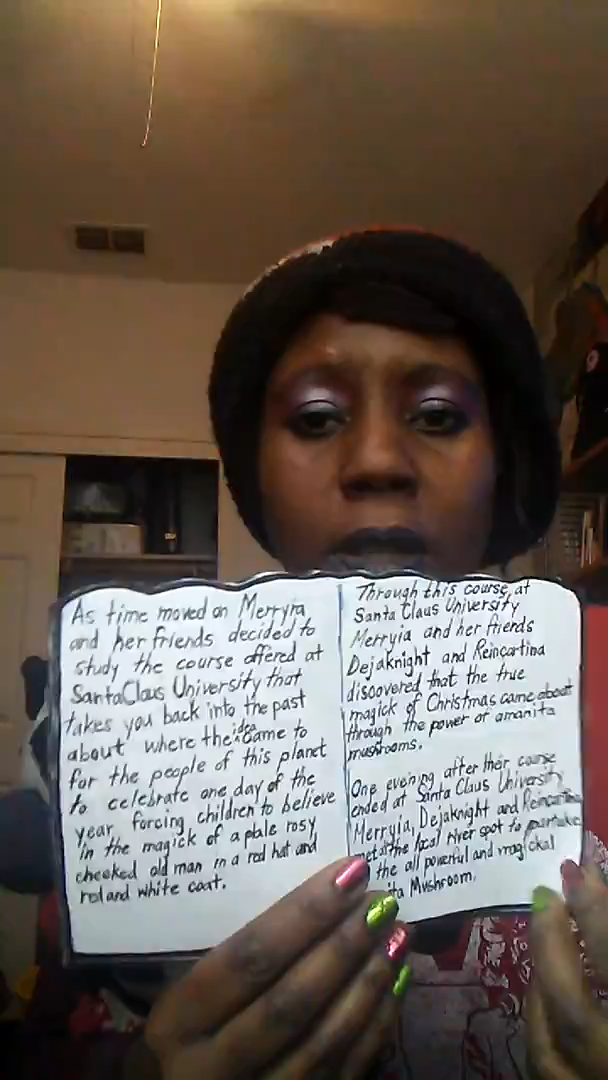 As time moved on Merryia
and her friends decided to
study the course offered at
Santa Claus University that
takes you back into the past
about where the idea came to
for the people of this planet
to celebrate one day of the
year forcing children to believe
in the magick of a pale rosy
cheeked old man in a red hat and
red and white coat.
Through this course at
Santa Claus University
Merryia and her friends
Dejaknight and Reincartina
discovered that the true
magick of Christmas came about
through the power of amanita
mushrooms.
One evening after their course
ended at Santa Claus University
Merryia, Dejaknight and Reincartina
met at the local river spot to partake
the all powerful and magickal
ita Mushroom.